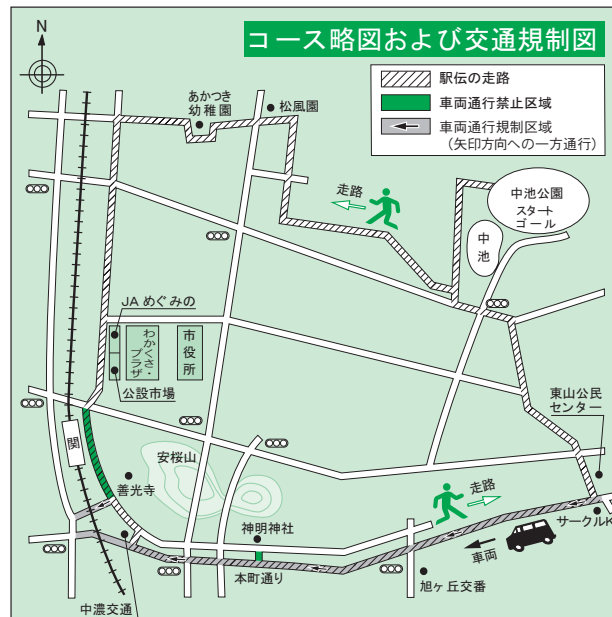 コース略図および交通規制図
N
駅伝の走路
車両通行禁止区域
車両通行規制区域
(矢印方向への一方通行)
あかつき
幼稚園
松風園
走路
中池公園
スタート
ゴール
中
池
JAめぐみの
わかくさ・
プラザ
市役所
公設市場
東山公民
センター
関
安桜山
善光寺
走路
神明神社
サークルK
車両
本町通り
旭ヶ丘交番
中濃交通